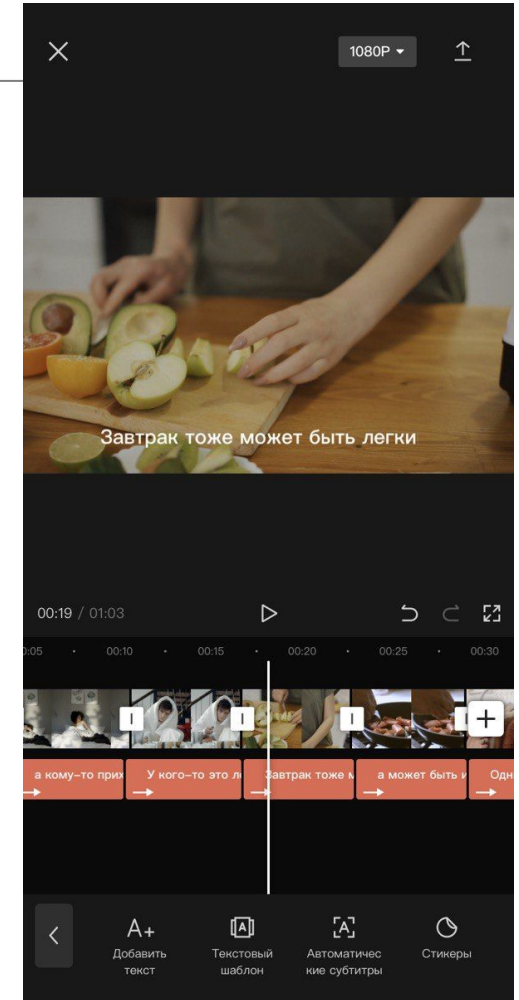 1080P
Завтрак тоже может быть легки
00:19 / 01:03
0:05 00:10 00:15 00:20 00:25 00:30
а кому-то прих У кого-то это л Завтрак тоже м а может быть и Одн
Добавить текст
Текстовый шаблон
Автоматичес
кие субтитры
Стикеры